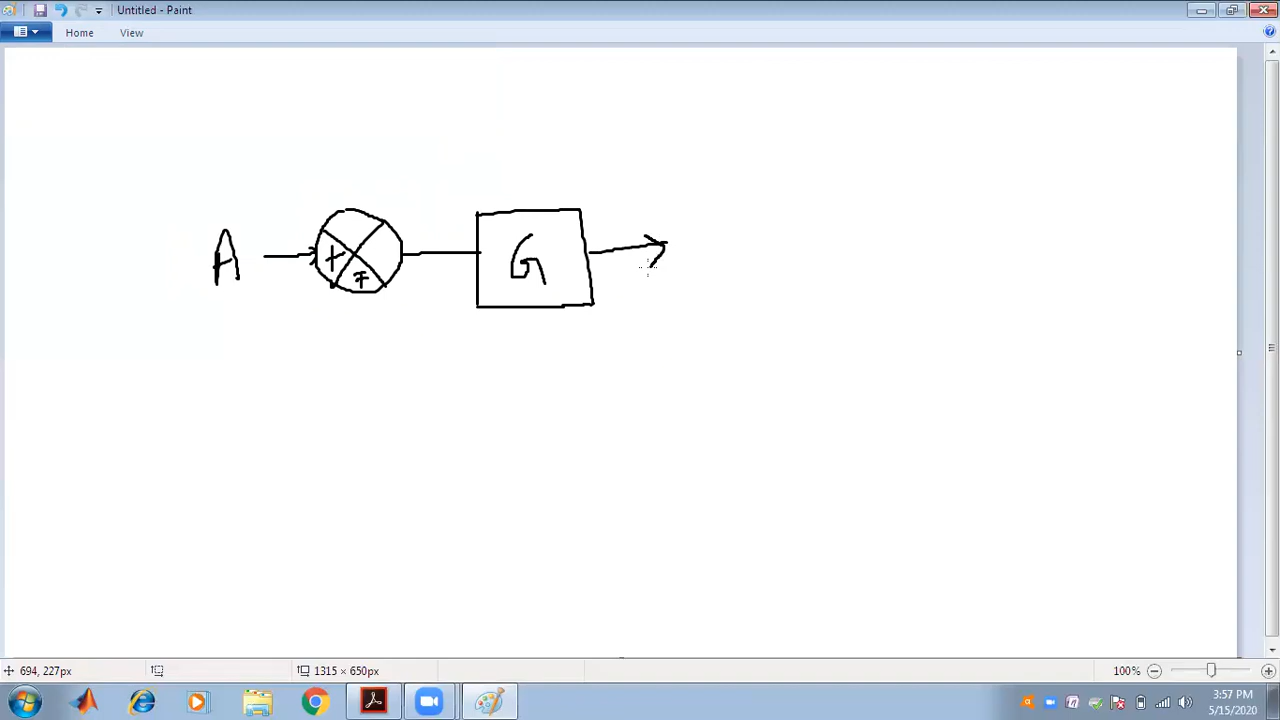 Untitled - Paint
Home View
A + ∓ G
694, 227px 1315 × 650px 100%
3:57 PM
5/15/2020